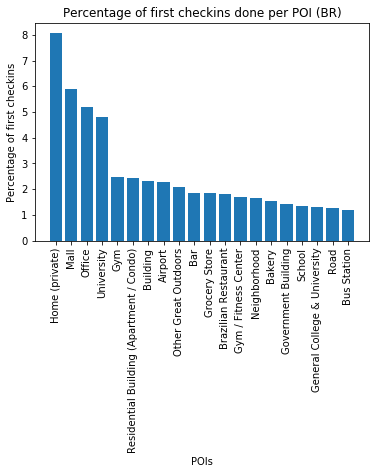 Percentage of first checkins done per POI (BR)
Percentage of first checkins
8
7
6
5
4
3
2
1
0
Home (private)
Mall
Office
University
Gym
Residential Building (Apartment / Condo)
Building
Airport
Other Great Outdoors
Bar
Grocery Store
Brazilian Restaurant
Gym / Fitness Center
Neighborhood
Bakery
Government Building
School
General College & University
Road
Bus Station
POIs